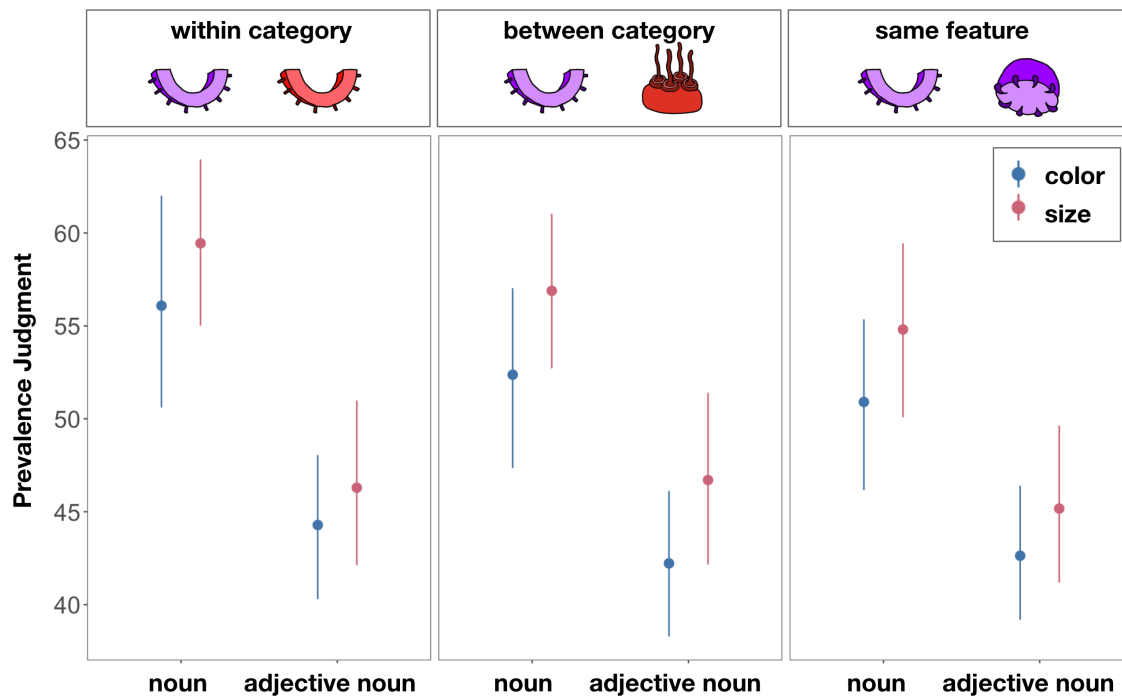 within category
between category
same feature
Prevalence Judgment
65
60
55
50
45
40
color
size
noun adjective noun
noun adjective noun
noun adjective noun